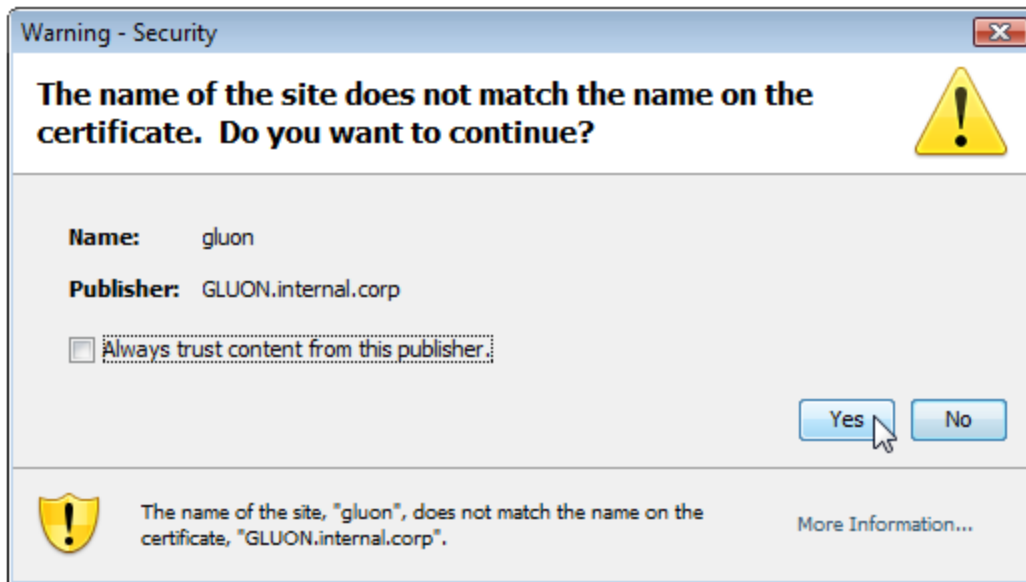 Warning - Security
The name of the site does not match the name on the
certificate.  Do you want to continue?
Name: gluon
Publisher: GLUON.internal.corp
Always trust content from this publisher.
Yes No
The name of the site, "gluon", does not match the name on the
certificate, "GLUON.internal.corp".
More Information...